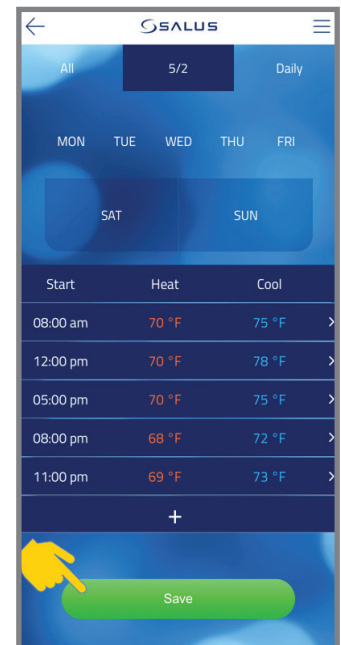 SALUS
All 5/2 Daily
MON TUE WED THU FRI
SAT SUN
Start Heat Cool
08:00 am 70 °F 75 °F >
12:00 pm 70 °F 78 °F >
05:00 pm 70 °F 75 °F >
08:00 pm 68 °F 72 °F >
11:00 pm 69 °F 73 °F >
+
Save